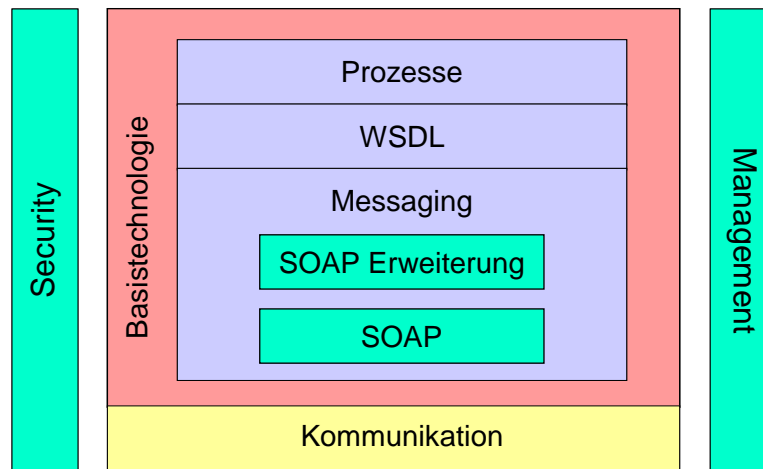 Security
Basistechnologie
Prozesse
WSDL
Messaging
SOAP Erweiterung
SOAP
Kommunikation
Management